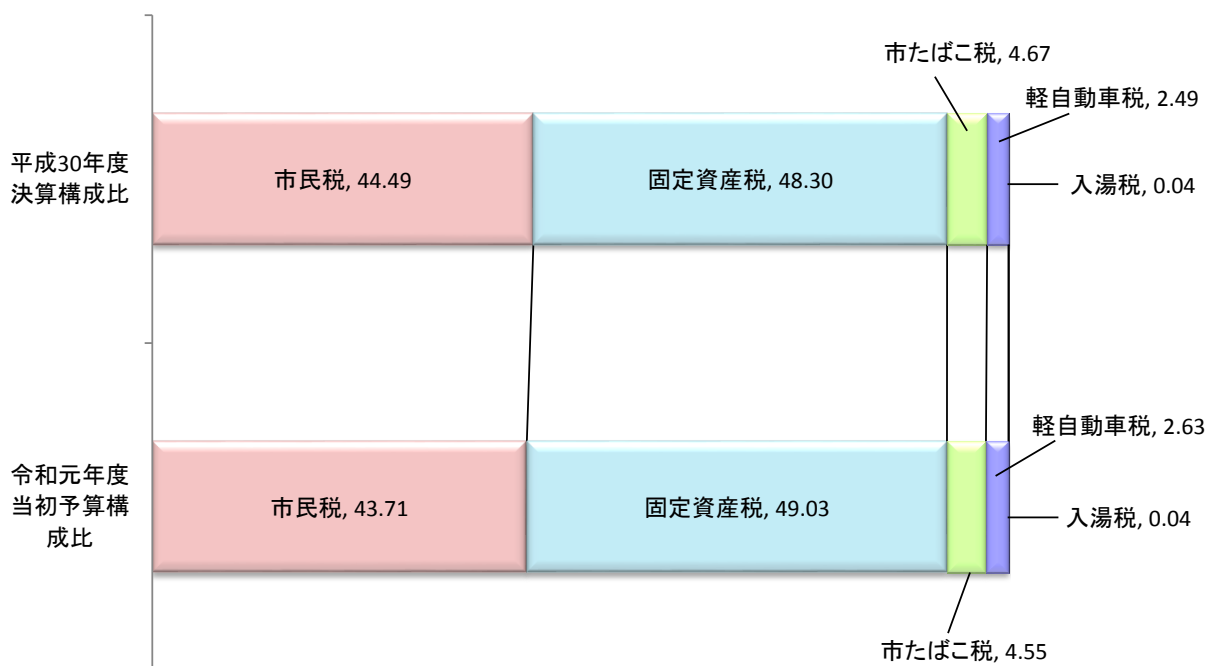 市たばこ税, 4.67
軽自動車税, 2.49
平成30年度
決算構成比
市民税, 44.49
固定資産税, 48.30
入湯税, 0.04
軽自動車税, 2.63
令和元年度
当初予算構
成比
市民税, 43.71
固定資産税, 49.03
入湯税, 0.04
市たばこ税, 4.55